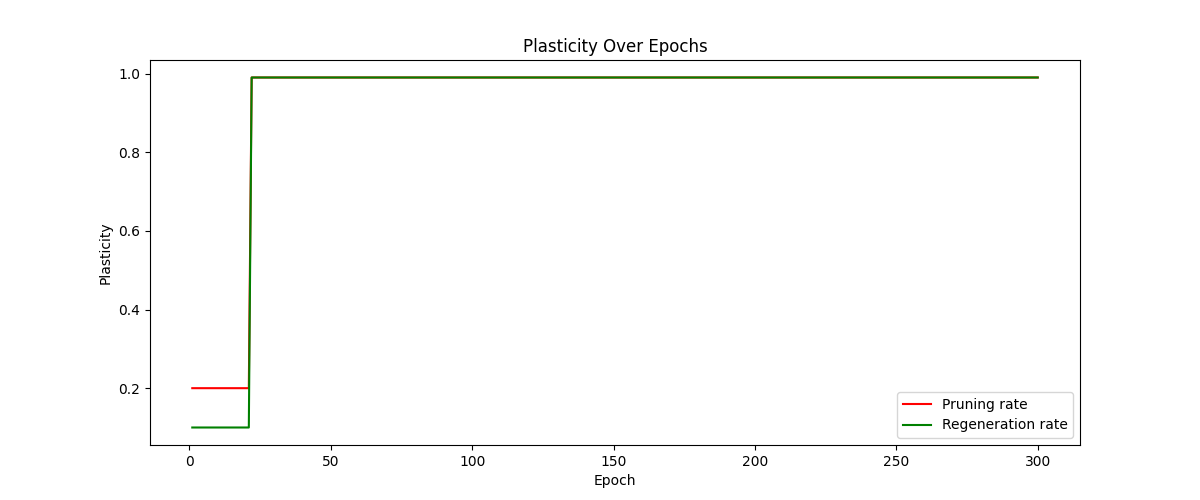 Plasticity Over Epochs
1.0
0.8
0.6
0.4
0.2
Plasticity
0 50 100 150 200 250 300
Epoch
Pruning rate
Regeneration rate